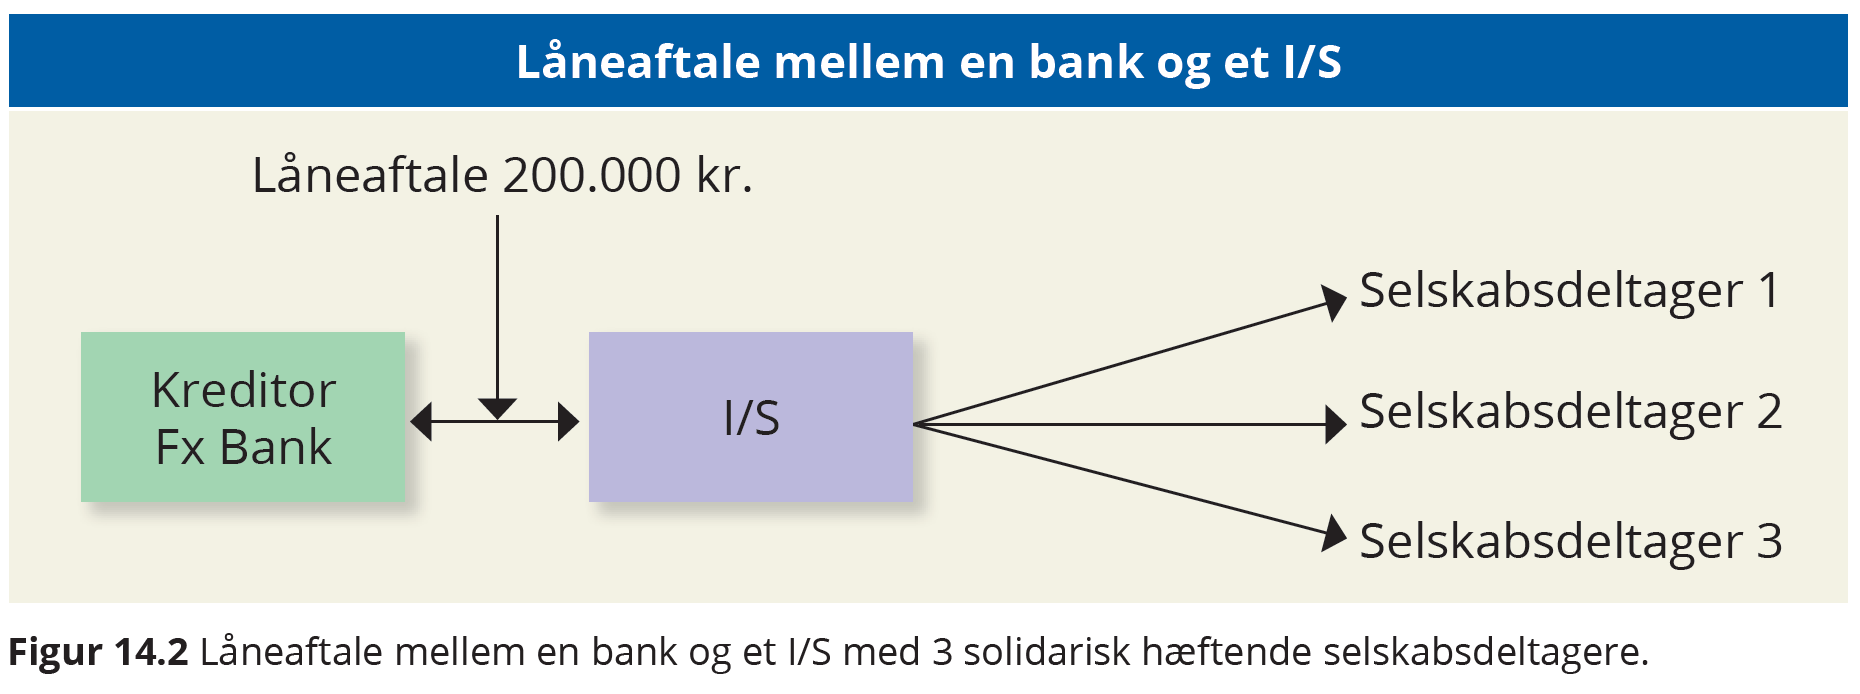 Låneaftale mellem en bank og et I/S
Låneaftale 200.000 kr.
Kreditor
Fx Bank
I/S
Selskabsdeltager 1
Selskabsdeltager 2
Selskabsdeltager 3
Figur 14.2 Låneaftale mellem en bank og et I/S med 3 solidarisk hæftende selskabsdeltagere.